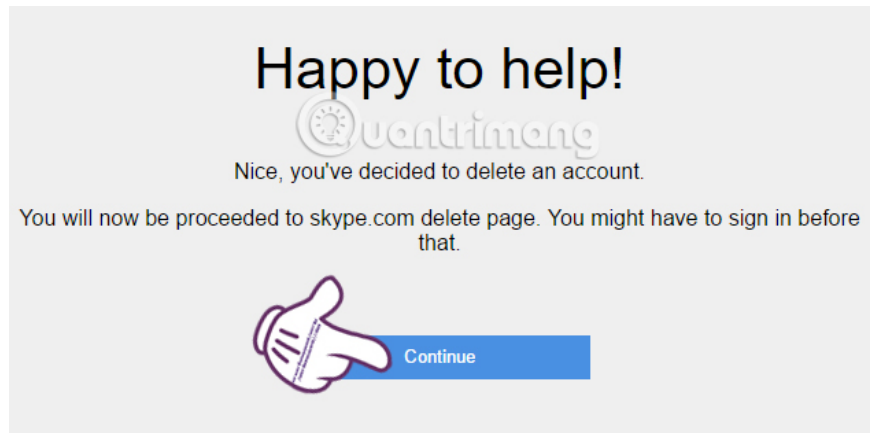 Happy to help!
Quantrimang
Nice, you've decided to delete an account.
You will now be proceeded to skype.com delete page. You might have to sign in before
that.
Continue